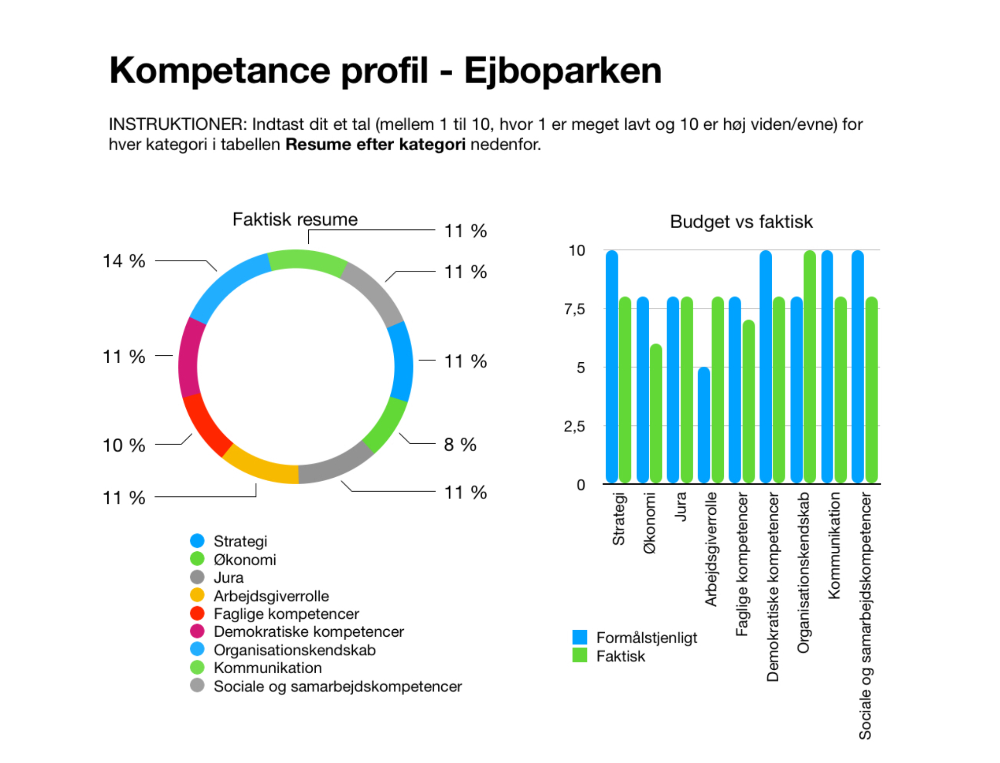 Kompetance profil - Ejboparken
INSTRUKTIONER: Indtast dit et tal (mellem 1 til 10, hvor 1 er meget lavt og 10 er høj viden/evne) for
hver kategori i tabellen Resume efter kategori nedenfor.
Faktisk resume
11 %
14 %
11 %
11 %
11 %
10 %
8 %
11 %
11 %
Strategi
Økonomi
Jura
Arbejdsgiverrolle
Faglige kompetencer
Demokratiske kompetencer
Organisationskendskab
Kommunikation
Sociale og samarbejdskompetencer
Budget vs faktisk
10
7,5
5
2,5
0
Strategi
Økonomi
Jura
Arbejdsgiverrolle
Faglige kompetencer
Demokratiske kompetencer
Organisationskendskab
Kommunikation
Sociale og samarbejdskompetencer
Formålstjenligt
Faktisk